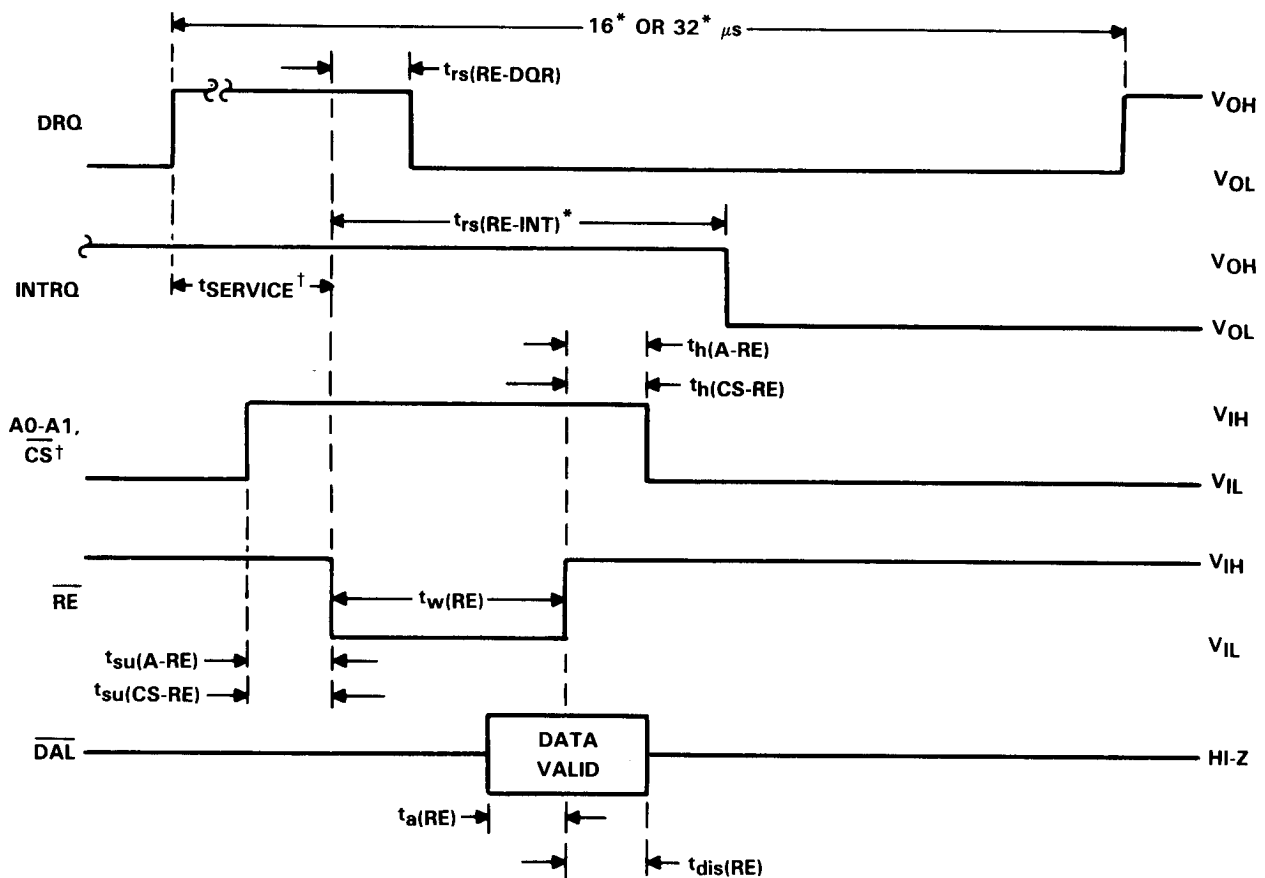 16* OR 32* μs
trs(RE-DQR)
DRQ
VOH
VOL
trs(RE-INT)*
INTRQ
VOH
tSERVICE†
VOL
th(A-RE)
th(CS-RE)
A0-A1,
CS†
VIH
VIL
RE
VIH
tw(RE)
VIL
tsu(A-RE)
tsu(CS-RE)
DAL
DATA
VALID
HI-Z
ta(RE)
tdis(RE)